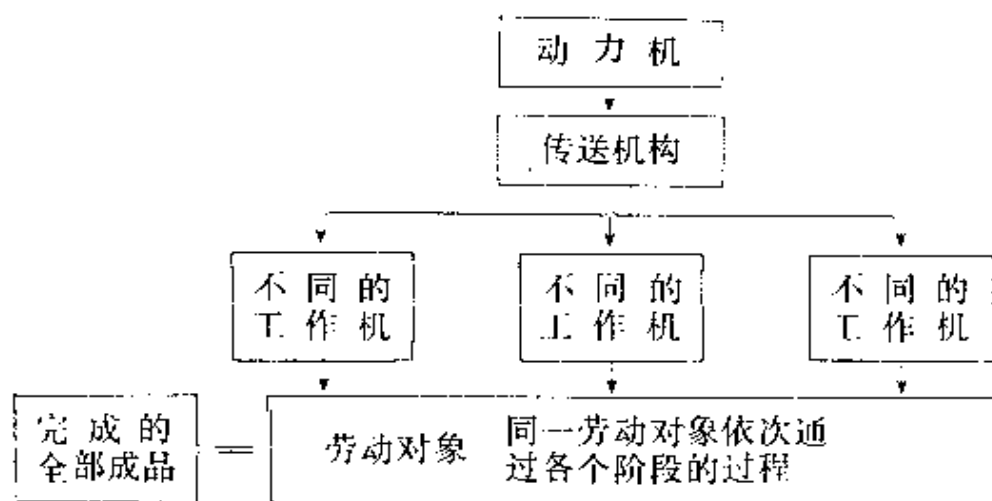 动力机
传送机构
不同的
工作机
不同的
工作机
不同的
工作机
完成的
全部成品
=
劳动对象
同一劳动对象依次通
过各个阶段的过程